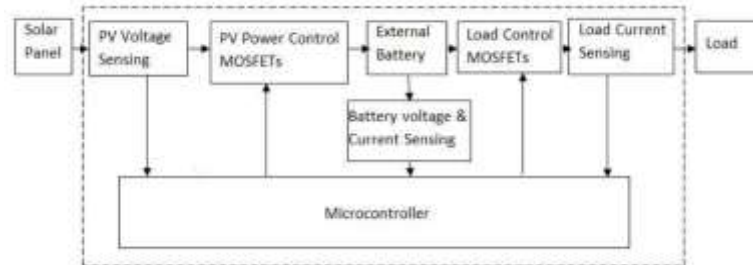 Solar
Panel
PV Voltage
Sensing
PV Power Control
MOSFETs
External
Battery
Load Control
MOSFETs
Load Current
Sensing
Load
Battery voltage &
Current Sensing
Microcontroller